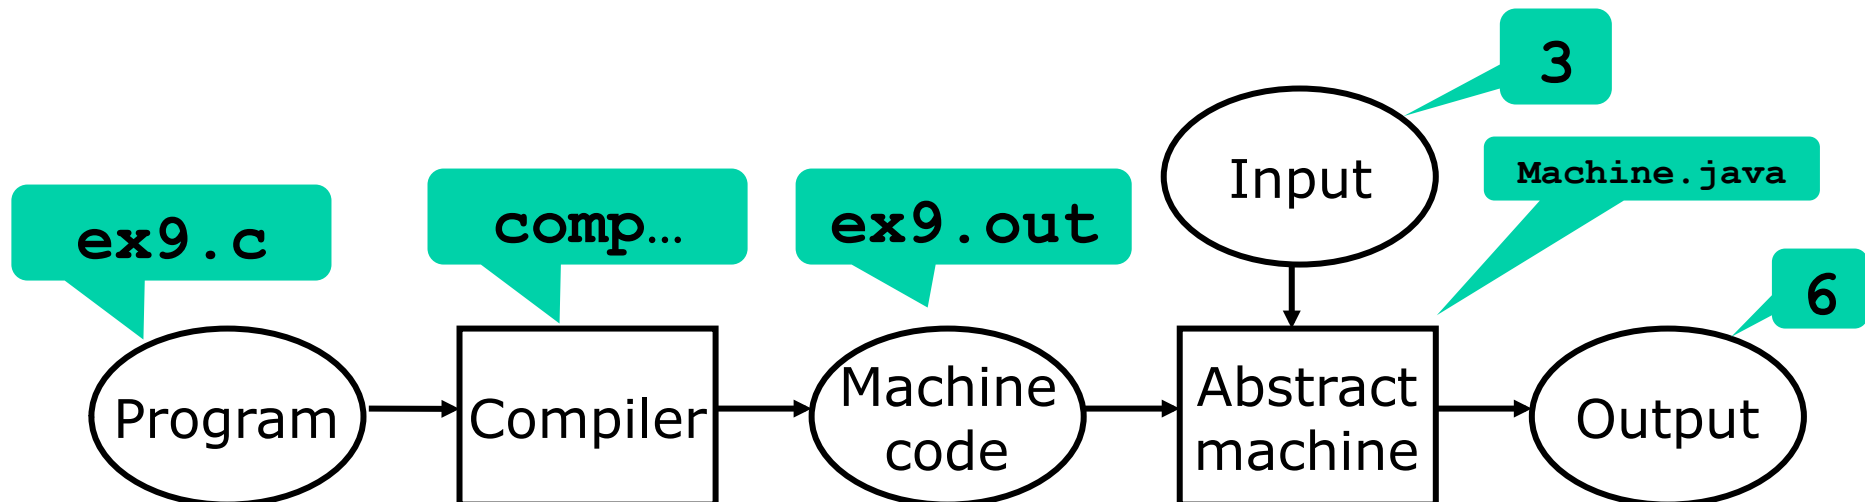 3
Input
Machine.java
ex9.c
comp…
ex9.out
6
Program
Compiler
Machine
code
Abstract
machine
Output